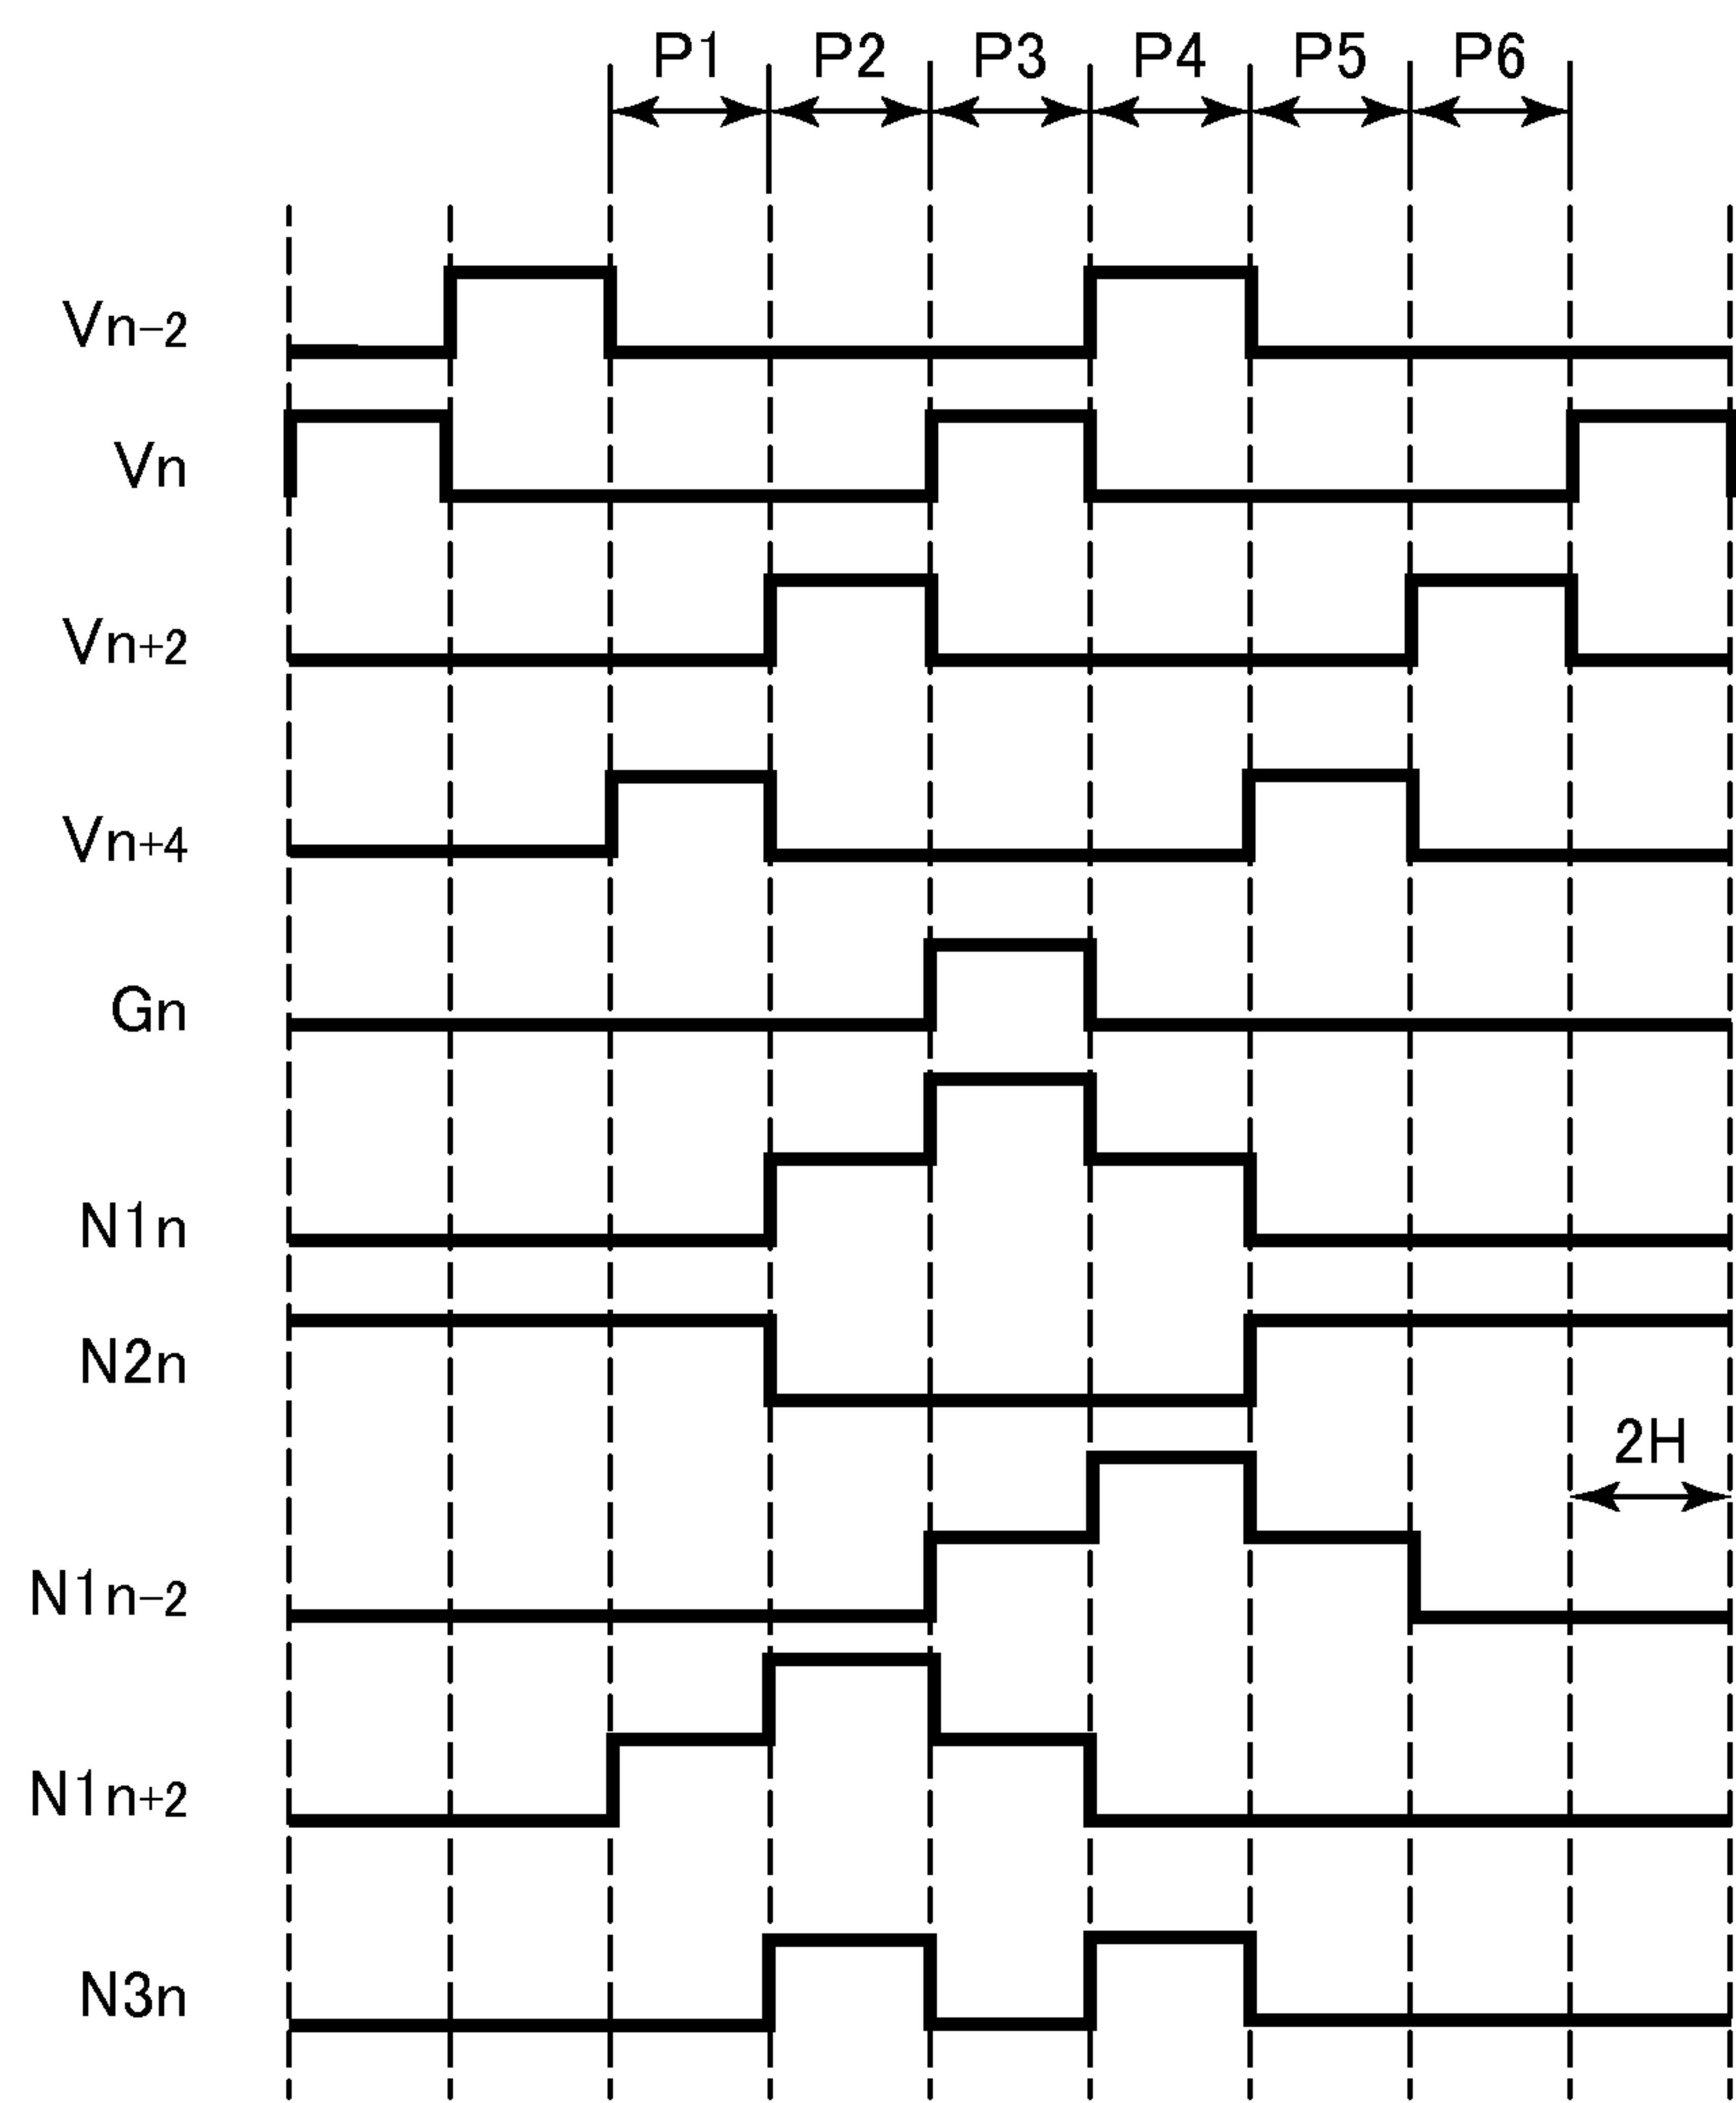 P1 P2 P3 P4 P5 P6
Vn-2
Vn
Vn+2
Vn+4
Gn
N1n
N2n
2H
N1n-2
N1n+2
N3n